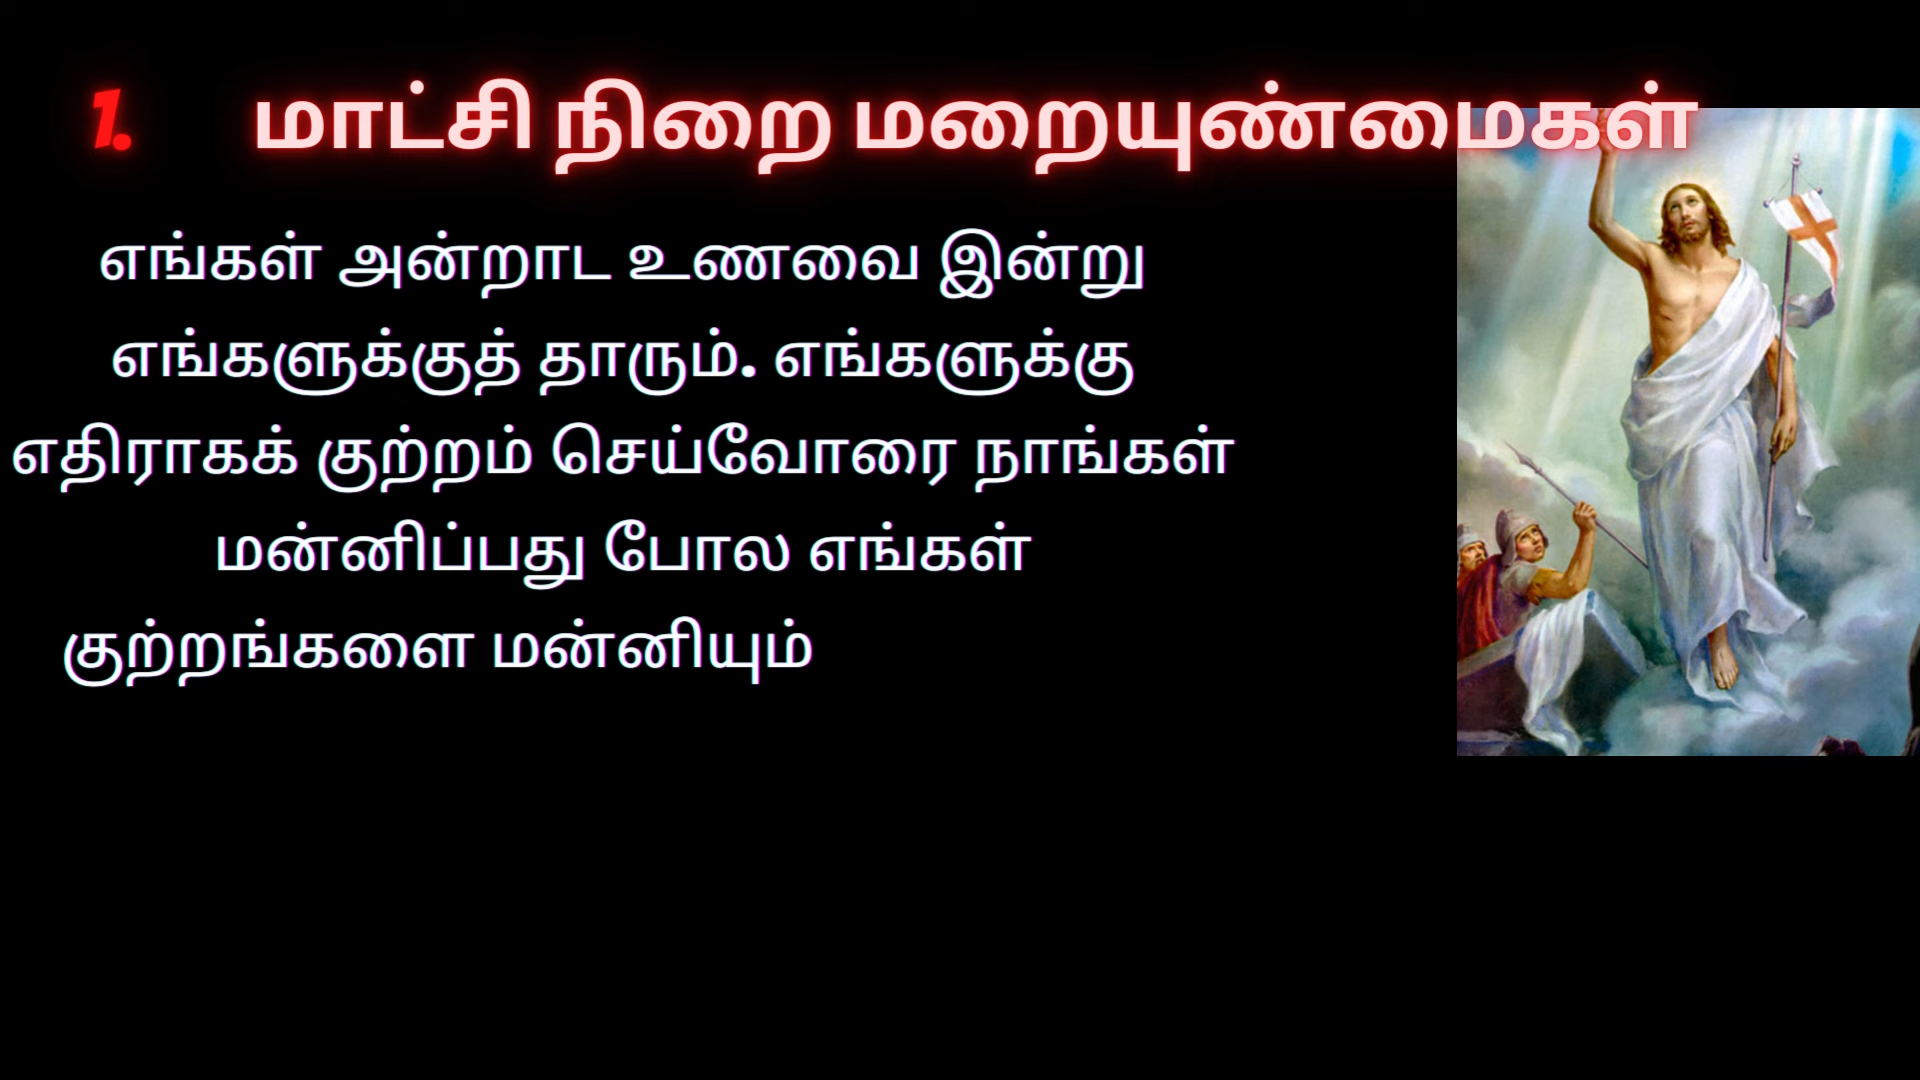 1. மாட்சி நிறை மறையுண்மைகள்
எங்கள் அன்றாட உணவை இன்று
எங்களுக்குத் தாரும். எங்களுக்கு
எதிராகக் குற்றம் செய்வோரை நாங்கள்
மன்னிப்பது போல எங்கள்
குற்றங்களை மன்னியும்